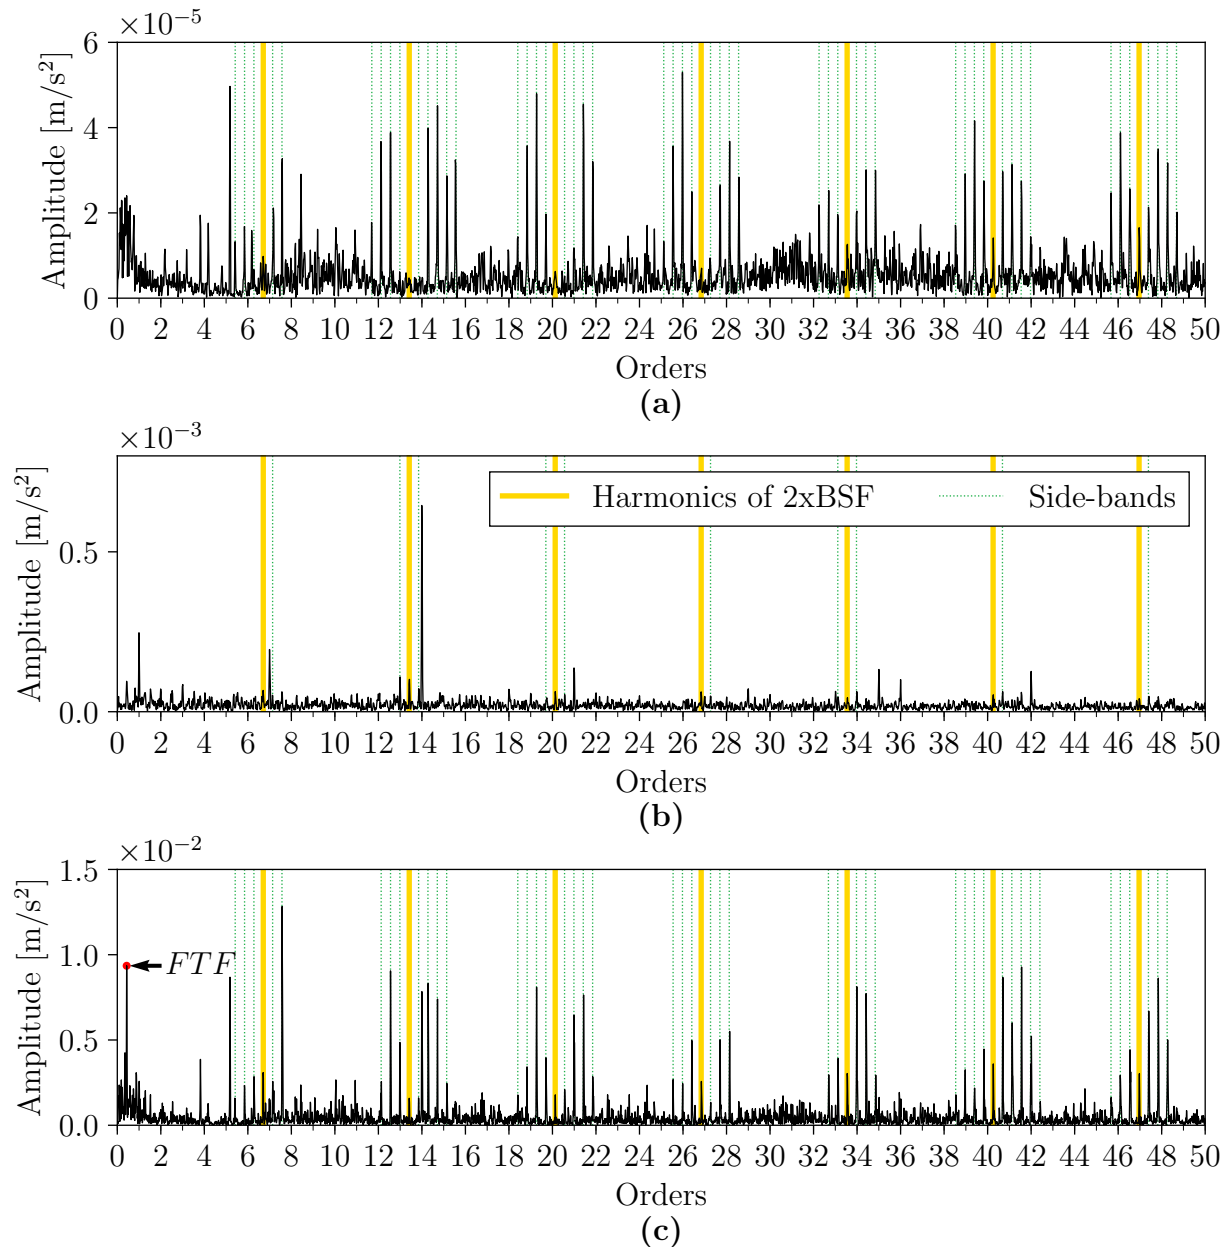 ×10⁻⁵
6
4
2
0
Amplitude [m/s²]
0 2 4 6 8 10 12 14 16 18 20 22 24 26 28 30 32 34 36 38 40 42 44 46 48 50
Orders
(a)
×10⁻³
0.5
0.0
Amplitude [m/s²]
Harmonics of 2xBSF Side-bands
0 2 4 6 8 10 12 14 16 18 20 22 24 26 28 30 32 34 36 38 40 42 44 46 48 50
Orders
(b)
×10⁻²
1.5
1.0
0.5
0.0
Amplitude [m/s²]
FTF
0 2 4 6 8 10 12 14 16 18 20 22 24 26 28 30 32 34 36 38 40 42 44 46 48 50
Orders
(c)